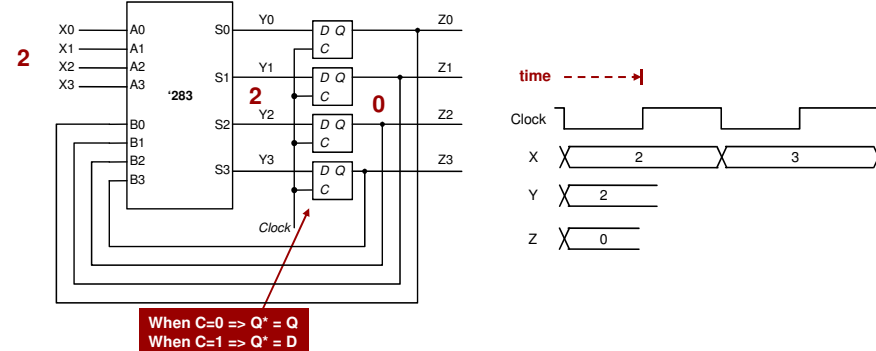 Y0
Z0
X0
A0
S0
D Q
X1
A1
C
2
X2
A2
Y1
Z1
X3
A3
S1
D Q
'283
2
C
0
Y2
Z2
B0
S2
D Q
B1
C
B2
Y3
Z3
B3
S3
D Q
C
Clock
When C=0 => Q* = Q
When C=1 => Q* = D
time
Clock
X
2
3
Y
2
Z
0